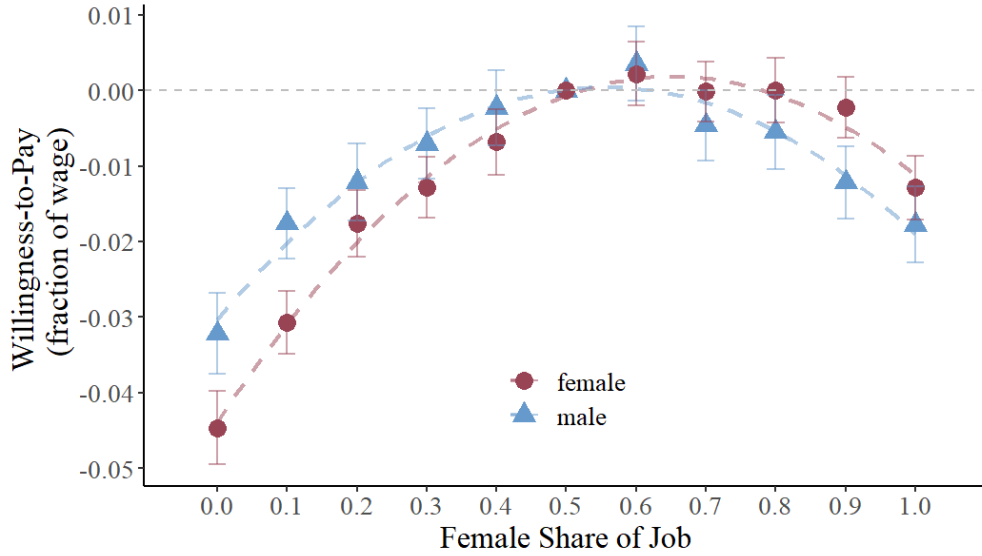 0.01
0.00
-0.01
-0.02
-0.03
-0.04
-0.05
Willingness-to-Pay
(fraction of wage)
female
male
0.0 0.1 0.2 0.3 0.4 0.5 0.6 0.7 0.8 0.9 1.0
Female Share of Job